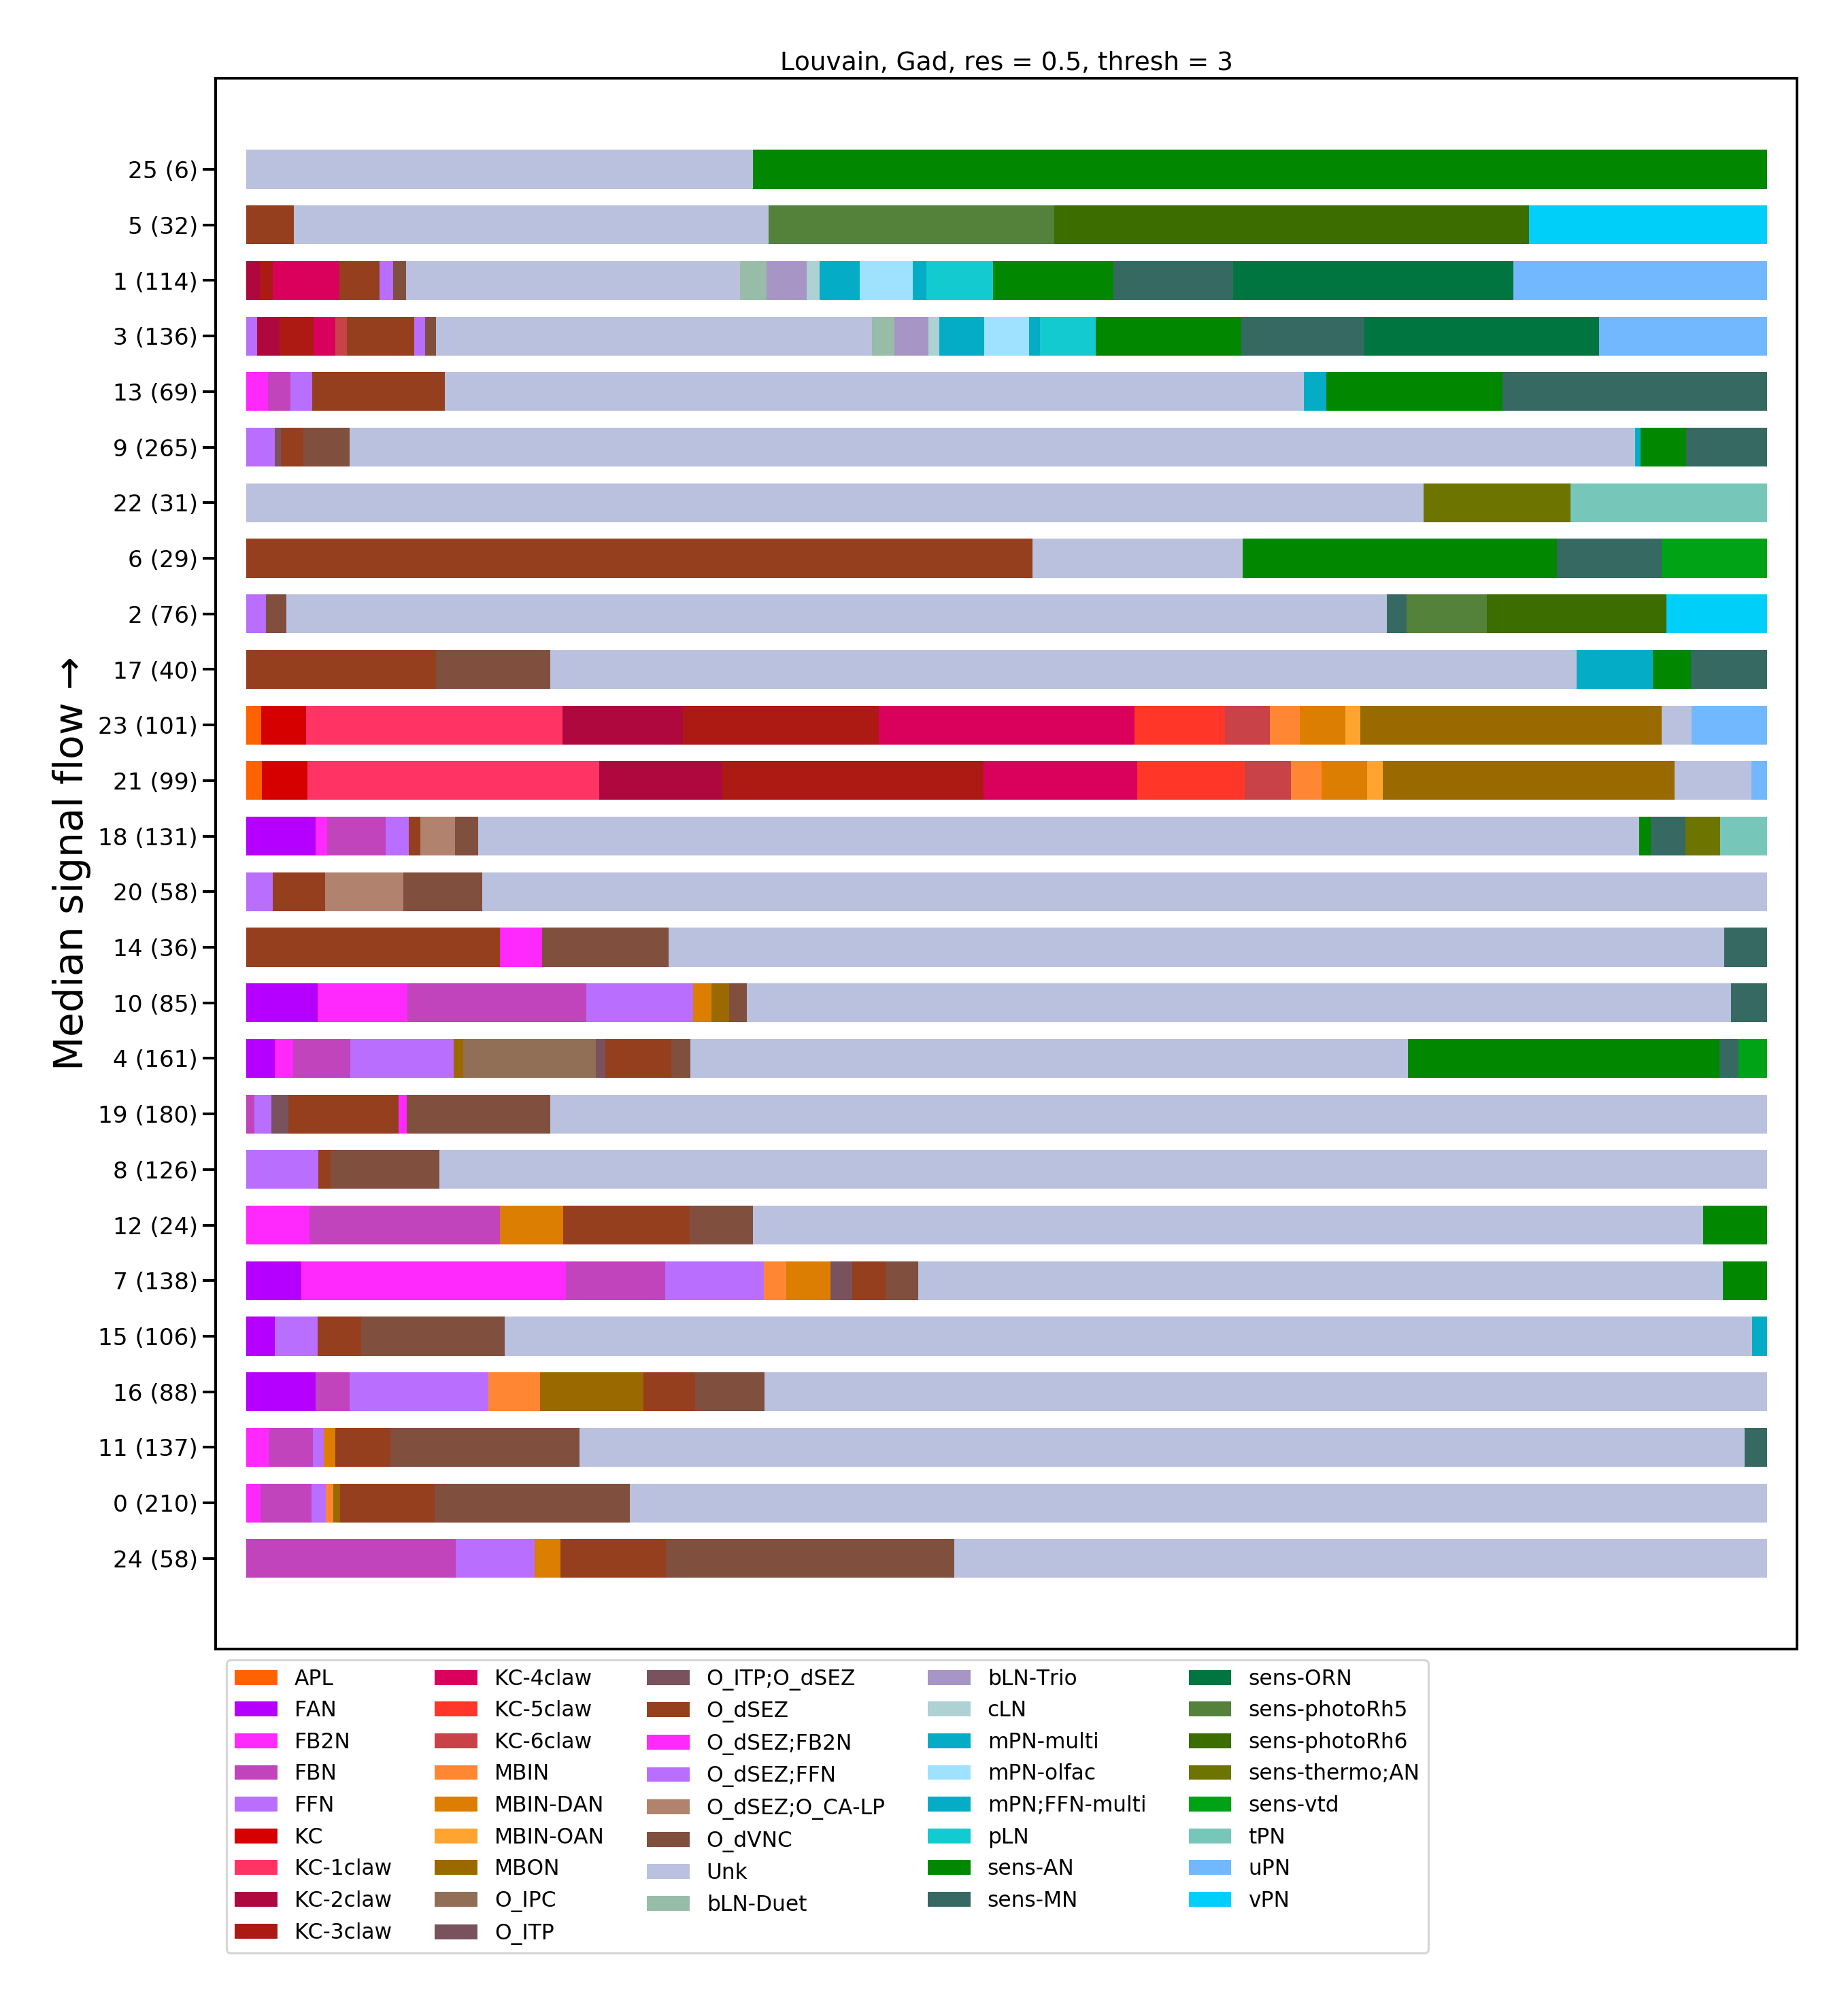 Louvain, Gad, res = 0.5, thresh = 3
Median signal flow →
25 (6)
5 (32)
1 (114)
3 (136)
13 (69)
9 (265)
22 (31)
6 (29)
2 (76)
17 (40)
23 (101)
21 (99)
18 (131)
20 (58)
14 (36)
10 (85)
4 (161)
19 (180)
8 (126)
12 (24)
7 (138)
15 (106)
16 (88)
11 (137)
0 (210)
24 (58)
APL
FAN
FB2N
FBN
FFN
KC
KC-1claw
KC-2claw
KC-3claw
KC-4claw
KC-5claw
KC-6claw
MBIN
MBIN-DAN
MBIN-OAN
MBON
O_IPC
O_ITP
O_ITP;O_dSEZ
O_dSEZ
O_dSEZ;FB2N
O_dSEZ;FFN
O_dSEZ;O_CA-LP
O_dVNC
Unk
bLN-Duet
bLN-Trio
cLN
mPN-multi
mPN-olfac
mPN;FFN-multi
pLN
sens-AN
sens-MN
sens-ORN
sens-photoRh5
sens-photoRh6
sens-thermo;AN
sens-vtd
tPN
uPN
vPN